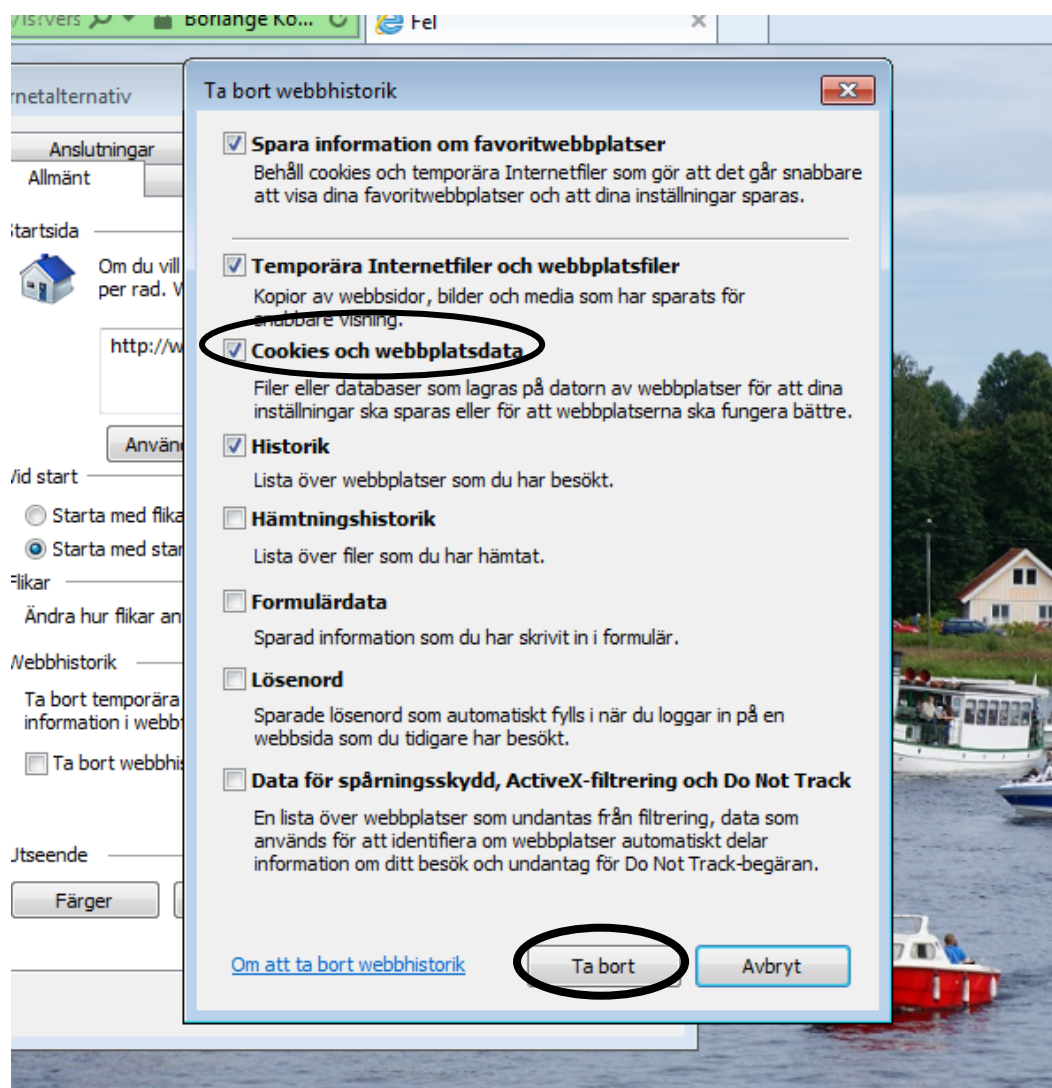 /ls?vers
Borlänge Ko...
Fel
rnetalternativ
Anslutningar
Allmänt
Startsida
Om du vill
per rad. V
http://w
Använ
Vid start
Starta med flika
Starta med star
Flikar
Ändra hur flikar an
Webbhistorik
Ta bort temporära
information i webb
Ta bort webbhis
Utseende
Färger
Ta bort webbhistorik
Spara information om favoritwebbplatser
Behåll cookies och temporära Internetfiler som gör att det går snabbare
att visa dina favoritwebbplatser och att dina inställningar sparas.
Temporära Internetfiler och webbplatsfiler
Kopior av webbsidor, bilder och media som har sparats för
snabbare visning.
Cookies och webbplatsdata
Filer eller databaser som lagras på datorn av webbplatser för att dina
inställningar ska sparas eller för att webbplatserna ska fungera bättre.
Historik
Lista över webbplatser som du har besökt.
Hämtningshistorik
Lista över filer som du har hämtat.
Formulärdata
Sparad information som du har skrivit in i formulär.
Lösenord
Sparade lösenord som automatiskt fylls i när du loggar in på en
webbsida som du tidigare har besökt.
Data för spårningsskydd, ActiveX-filtrering och Do Not Track
En lista över webbplatser som undantas från filtrering, data som
används för att identifiera om webbplatser automatiskt delar
information om ditt besök och undantag för Do Not Track-begäran.
Om att ta bort webbhistorik
Ta bort
Avbryt